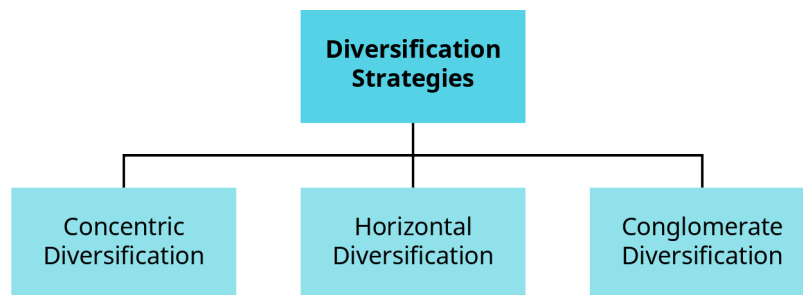 Diversification
Strategies
Concentric
Diversification
Horizontal
Diversification
Conglomerate
Diversification